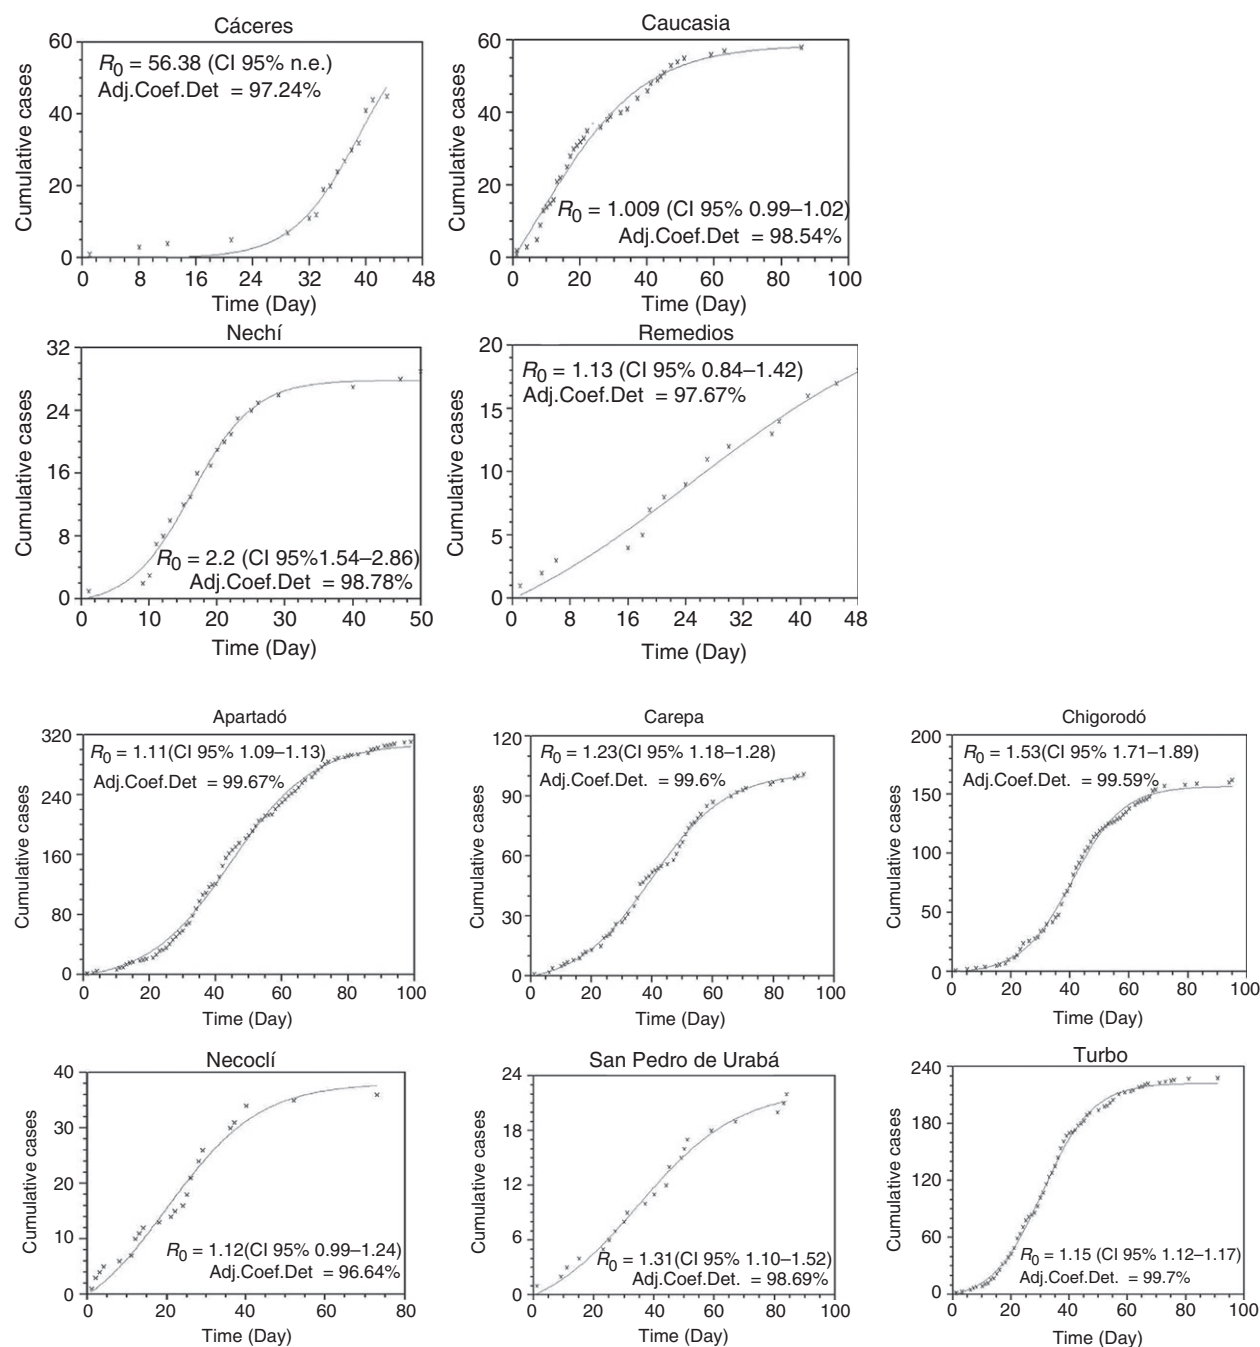 Cáceres
R0 = 56.38 (CI 95% n.e.)
Adj.Coef.Det = 97.24%
Cumulative cases
60
40
20
0
0 8 16 24 32 40 48
Time (Day)
Caucasia
Cumulative cases
60
40
20
0
R0 = 1.009 (CI 95% 0.99–1.02)
Adj.Coef.Det = 98.54%
0 20 40 60 80 100
Time (Day)
Nechí
Cumulative cases
32
24
16
8
0
R0 = 2.2 (CI 95%1.54–2.86)
Adj.Coef.Det = 98.78%
0 10 20 30 40 50
Time (Day)
Remedios
R0 = 1.13 (CI 95% 0.84–1.42)
Adj.Coef.Det = 97.67%
Cumulative cases
20
15
10
5
0
0 8 16 24 32 40 48
Time (Day)
Apartadó
R0 = 1.11(CI 95% 1.09–1.13)
Adj.Coef.Det = 99.67%
Cumulative cases
320
240
160
80
0
0 20 40 60 80 100
Time (Day)
Carepa
R0 = 1.23(CI 95% 1.18–1.28)
Adj.Coef.Det. = 99.6%
Cumulative cases
120
90
60
30
0
0 20 40 60 80 100
Time (Day)
Chigorodó
R0 = 1.53(CI 95% 1.71–1.89)
Adj.Coef.Det. = 99.59%
Cumulative cases
200
150
100
50
0
0 20 40 60 80 100
Time (Day)
Necoclí
Cumulative cases
40
30
20
10
0
R0 = 1.12(CI 95% 0.99–1.24)
Adj.Coef.Det = 96.64%
0 20 40 60 80
Time (Day)
San Pedro de Urabá
Cumulative cases
24
18
12
6
0
R0 = 1.31(CI 95% 1.10–1.52)
Adj.Coef.Det. = 98.69%
0 20 40 60 80 100
Time (Day)
Turbo
Cumulative cases
240
180
120
60
0
R0 = 1.15 (CI 95% 1.12–1.17)
Adj.Coef.Det. = 99.7%
0 20 40 60 80 100
Time (Day)